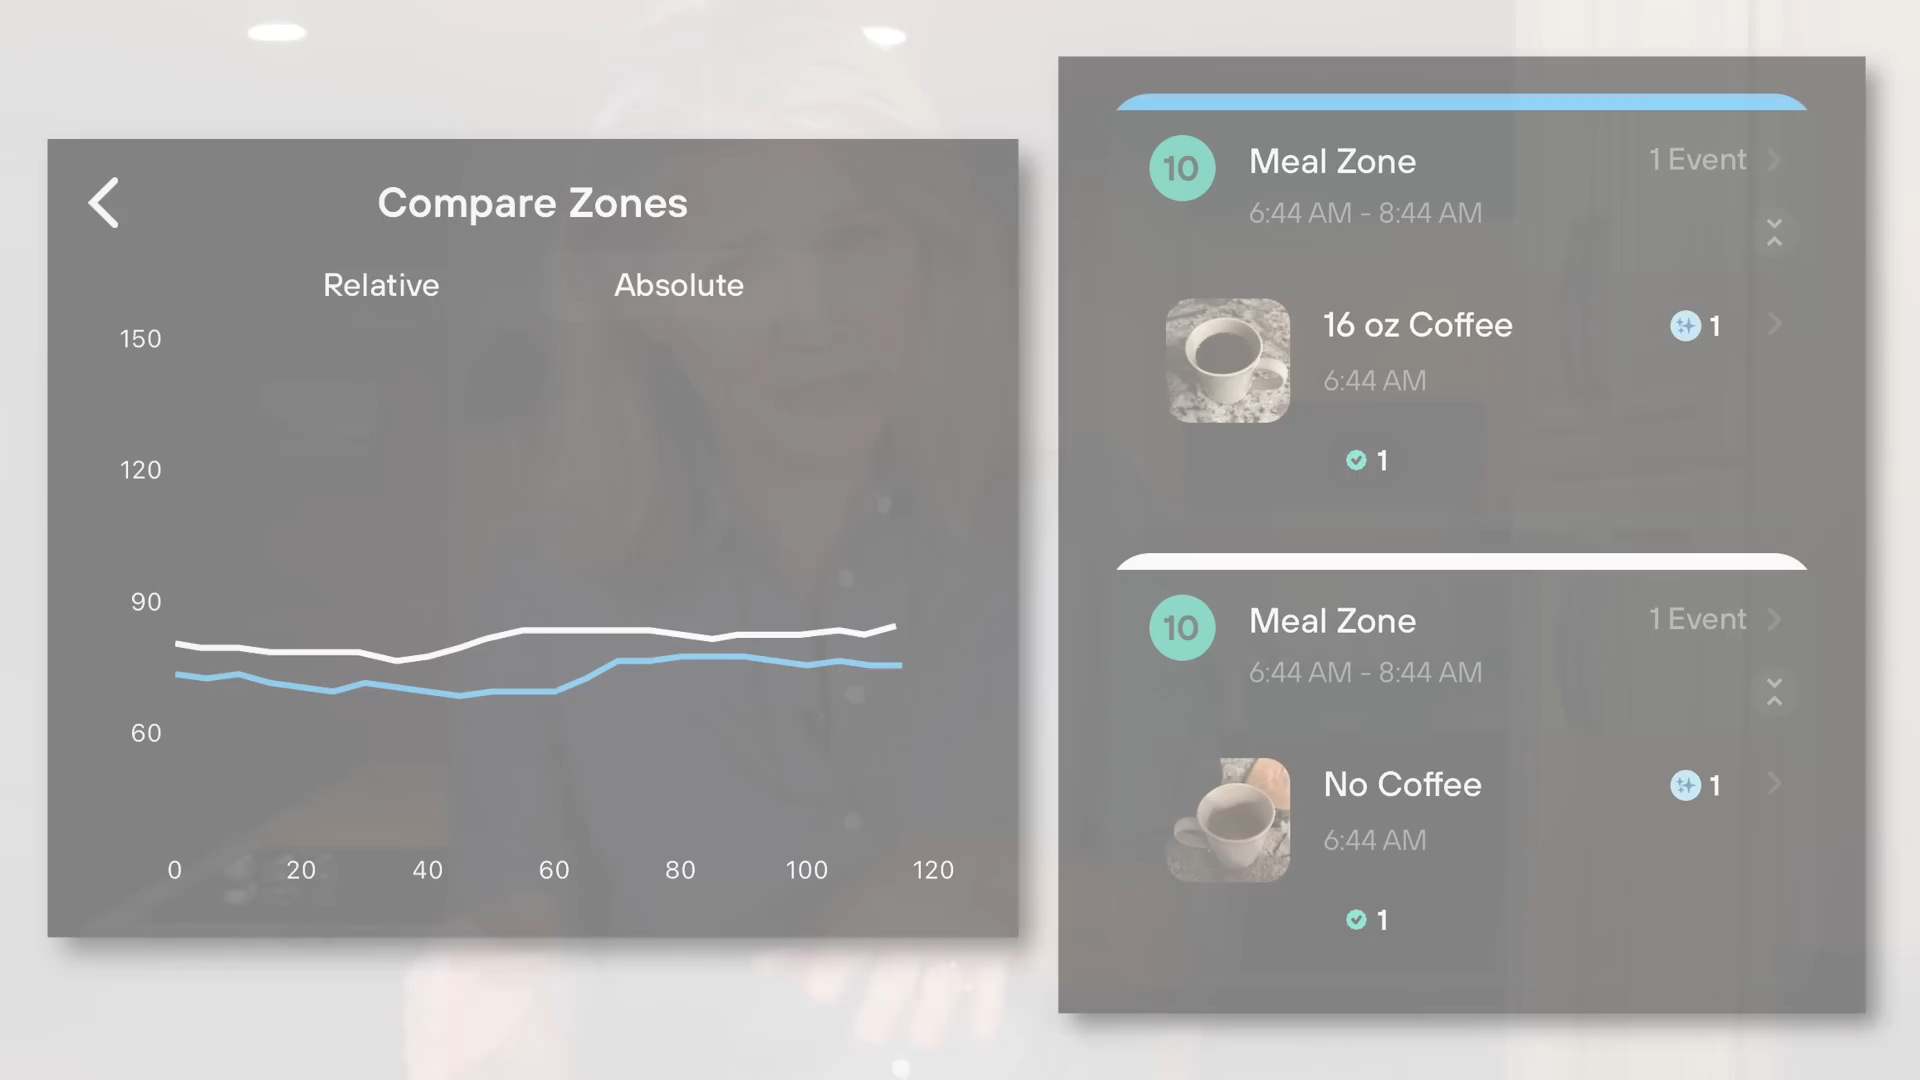 Compare Zones
Relative Absolute
150
120
90
60
0 20 40 60 80 100 120
10 Meal Zone 1 Event
6:44 AM - 8:44 AM
16 oz Coffee 1
6:44 AM
1
10 Meal Zone 1 Event
6:44 AM - 8:44 AM
No Coffee 1
6:44 AM
1